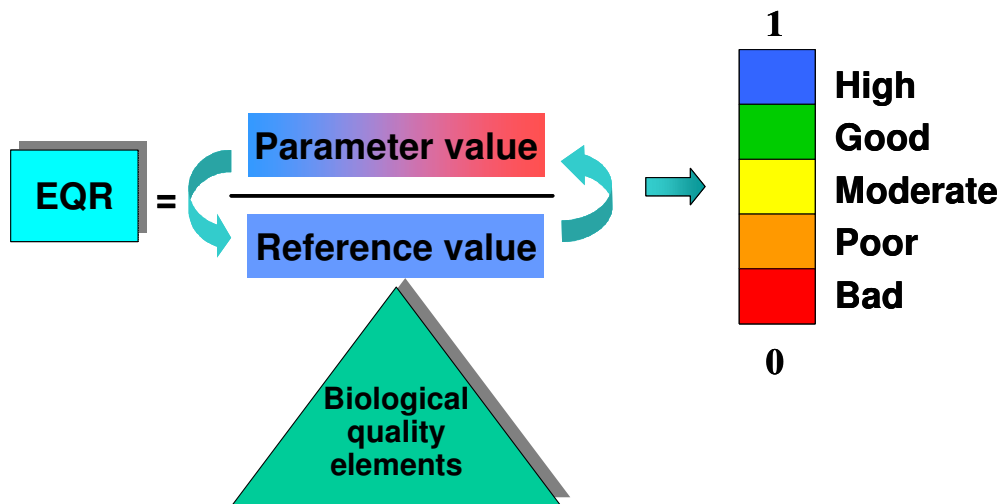 EQR
=
Parameter value
Reference value
Biological
quality
elements
1
High
Good
Moderate
Poor
Bad
0